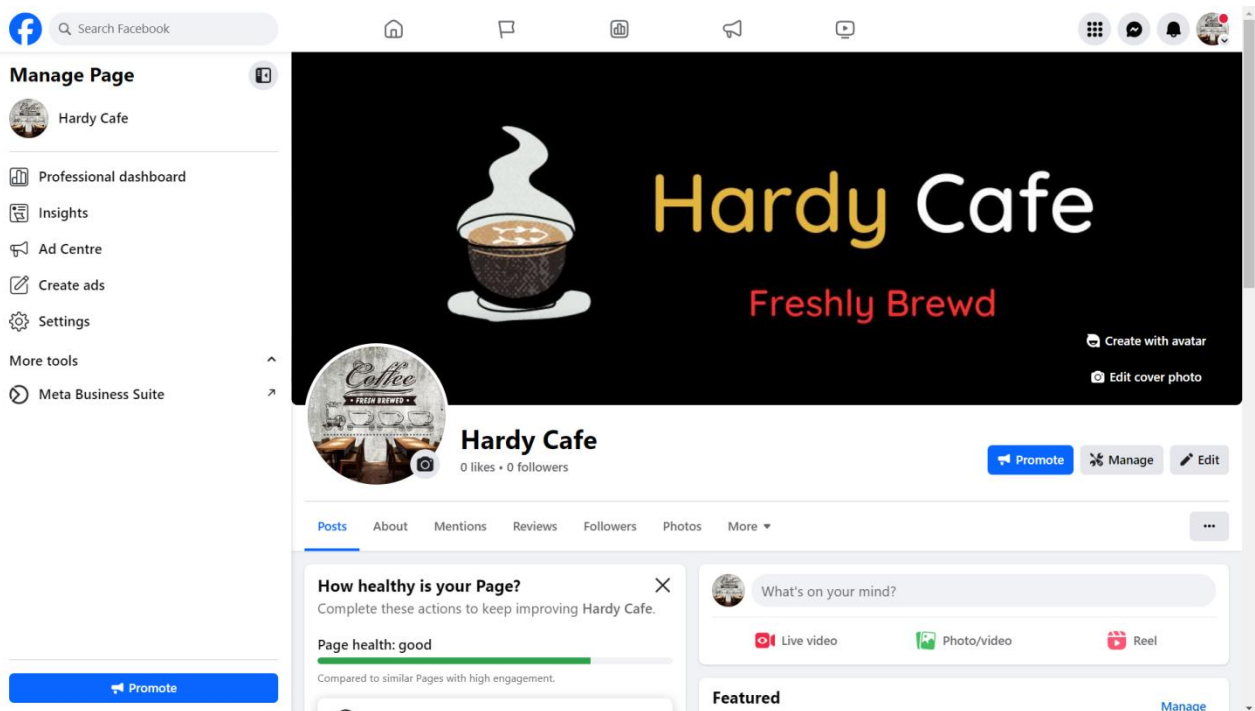 Search Facebook
Manage Page
Hardy Cafe
Professional dashboard
Insights
Ad Centre
Create ads
Settings
More tools
Meta Business Suite
Promote
Hardy Cafe
Freshly Brewd
Create with avatar
Edit cover photo
Coffee
FRESH BREWED
Hardy Cafe
0 likes • 0 followers
Promote
Manage
Edit
Posts
About
Mentions
Reviews
Followers
Photos
More
How healthy is your Page?
Complete these actions to keep improving Hardy Cafe.
Page health: good
Compared to similar Pages with high engagement.
What's on your mind?
Live video
Photo/video
Reel
Featured
Manage